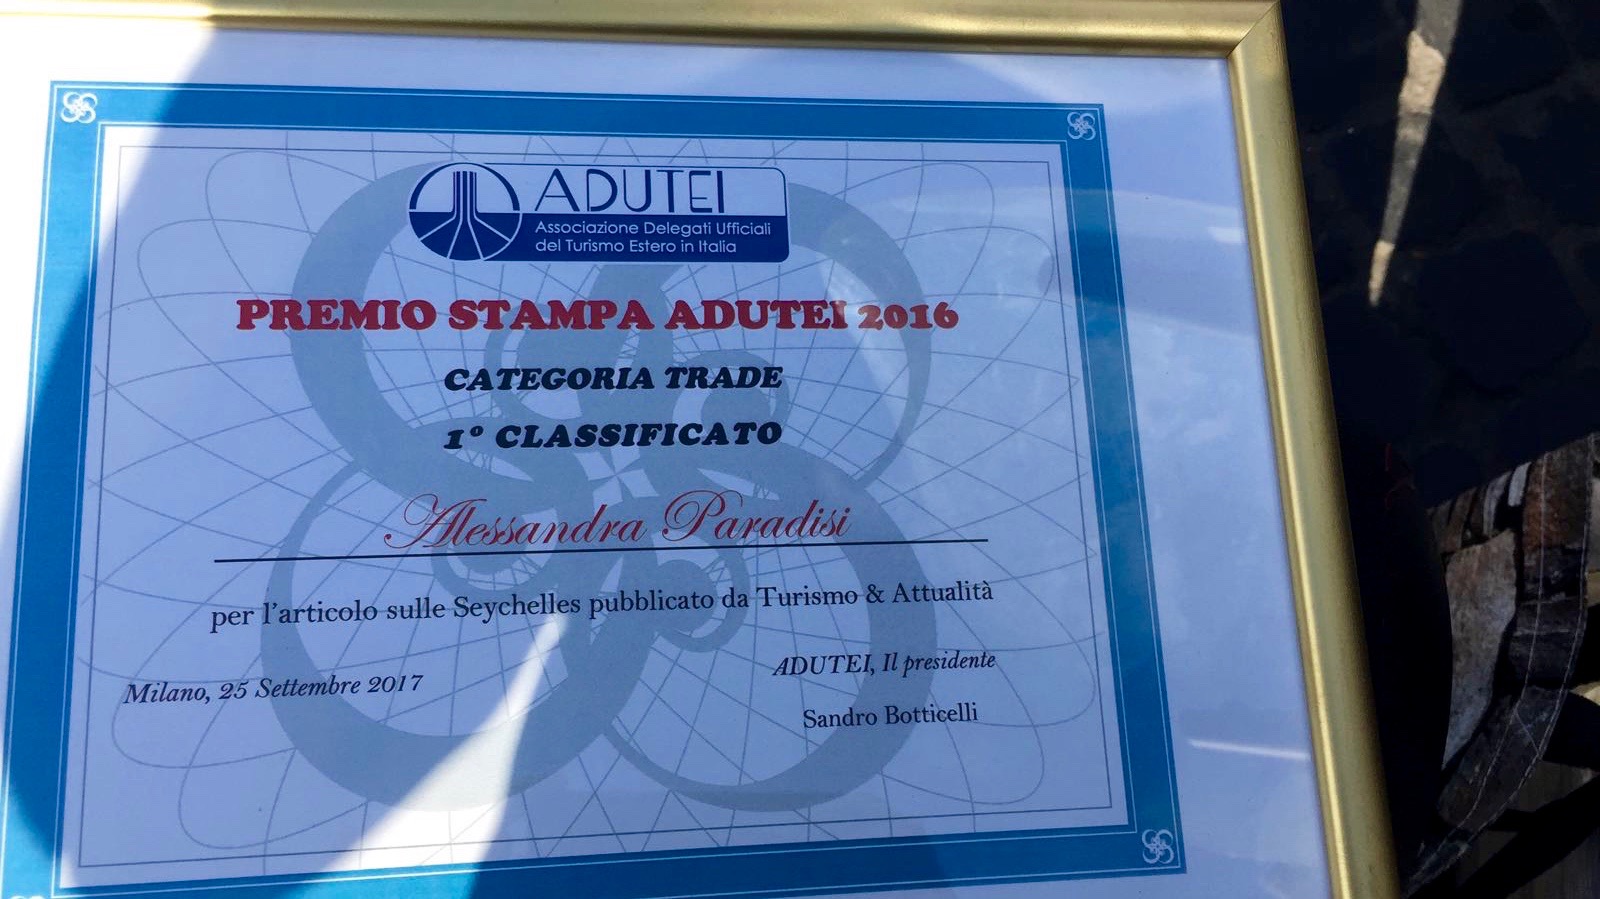 ADUTEI
Associazione Delegati Ufficiali
del Turismo Estero in Italia
PREMIO STAMPA ADUTEI 2016
CATEGORIA TRADE
1° CLASSIFICATO
Alessandra Paradisi
per l'articolo sulle Seychelles pubblicato da Turismo & Attualità
Milano, 25 Settembre 2017
ADUTEI, Il presidente
Sandro Botticelli